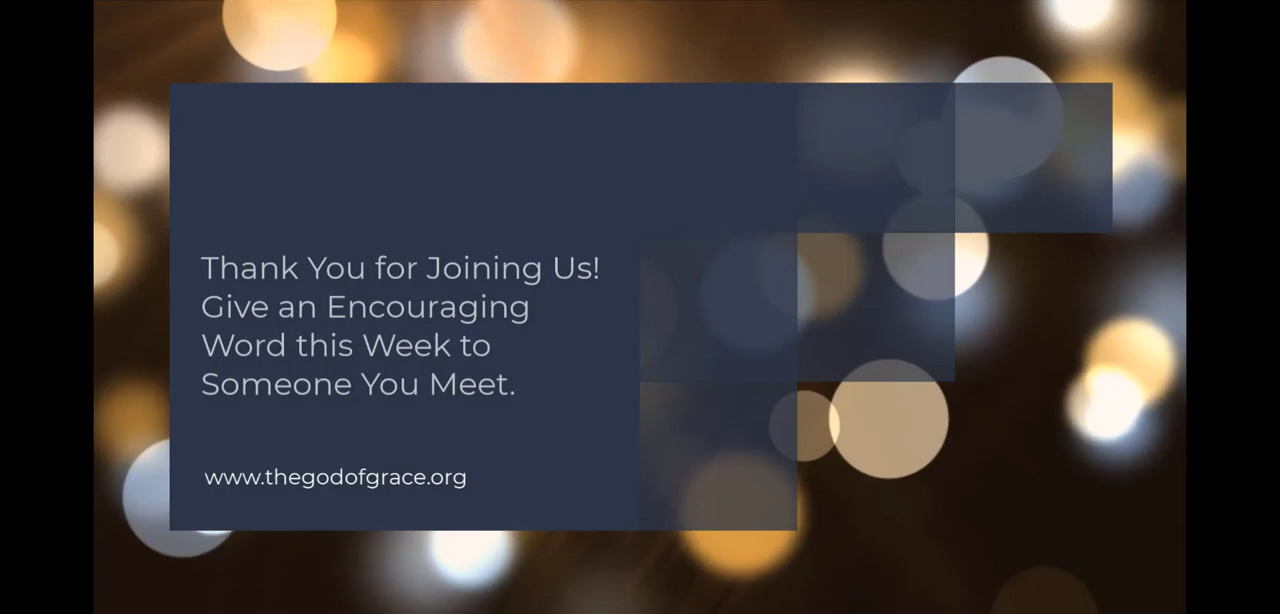 Thank You for Joining Us!
Give an Encouraging
Word this Week to
Someone You Meet.
www.thegodofgrace.org